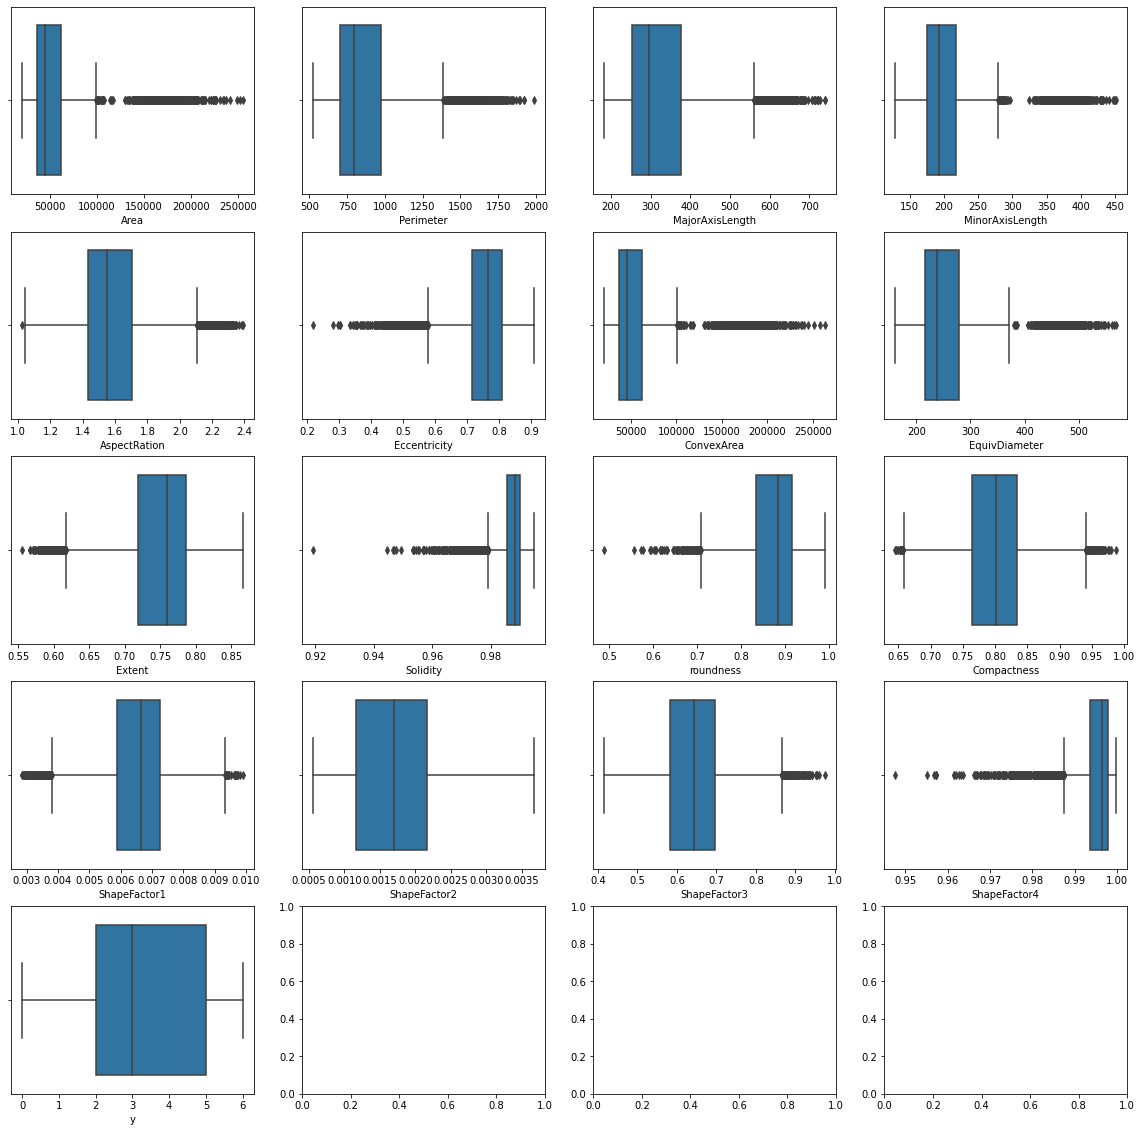 50000 100000 150000 200000 250000
Area
500 750 1000 1250 1500 1750 2000
Perimeter
200 300 400 500 600 700
MajorAxisLength
150 200 250 300 350 400 450
MinorAxisLength
1.0 1.2 1.4 1.6 1.8 2.0 2.2 2.4
AspectRation
0.2 0.3 0.4 0.5 0.6 0.7 0.8 0.9
Eccentricity
50000 100000 150000 200000 250000
ConvexArea
200 300 400 500
EquivDiameter
0.55 0.60 0.65 0.70 0.75 0.80 0.85
Extent
0.92 0.94 0.96 0.98
Solidity
0.5 0.6 0.7 0.8 0.9 1.0
roundness
0.65 0.70 0.75 0.80 0.85 0.90 0.95 1.00
Compactness
0.003 0.004 0.005 0.006 0.007 0.008 0.009 0.010
ShapeFactor1
0.0005 0.0010 0.0015 0.0020 0.0025 0.0030 0.0035
ShapeFactor2
0.4 0.5 0.6 0.7 0.8 0.9 1.0
ShapeFactor3
0.95 0.96 0.97 0.98 0.99 1.00
ShapeFactor4
0 1 2 3 4 5 6
y
1.0
0.8
0.6
0.4
0.2
0.0
0.0 0.2 0.4 0.6 0.8 1.0
1.0
0.8
0.6
0.4
0.2
0.0
0.0 0.2 0.4 0.6 0.8 1.0
1.0
0.8
0.6
0.4
0.2
0.0
0.0 0.2 0.4 0.6 0.8 1.0